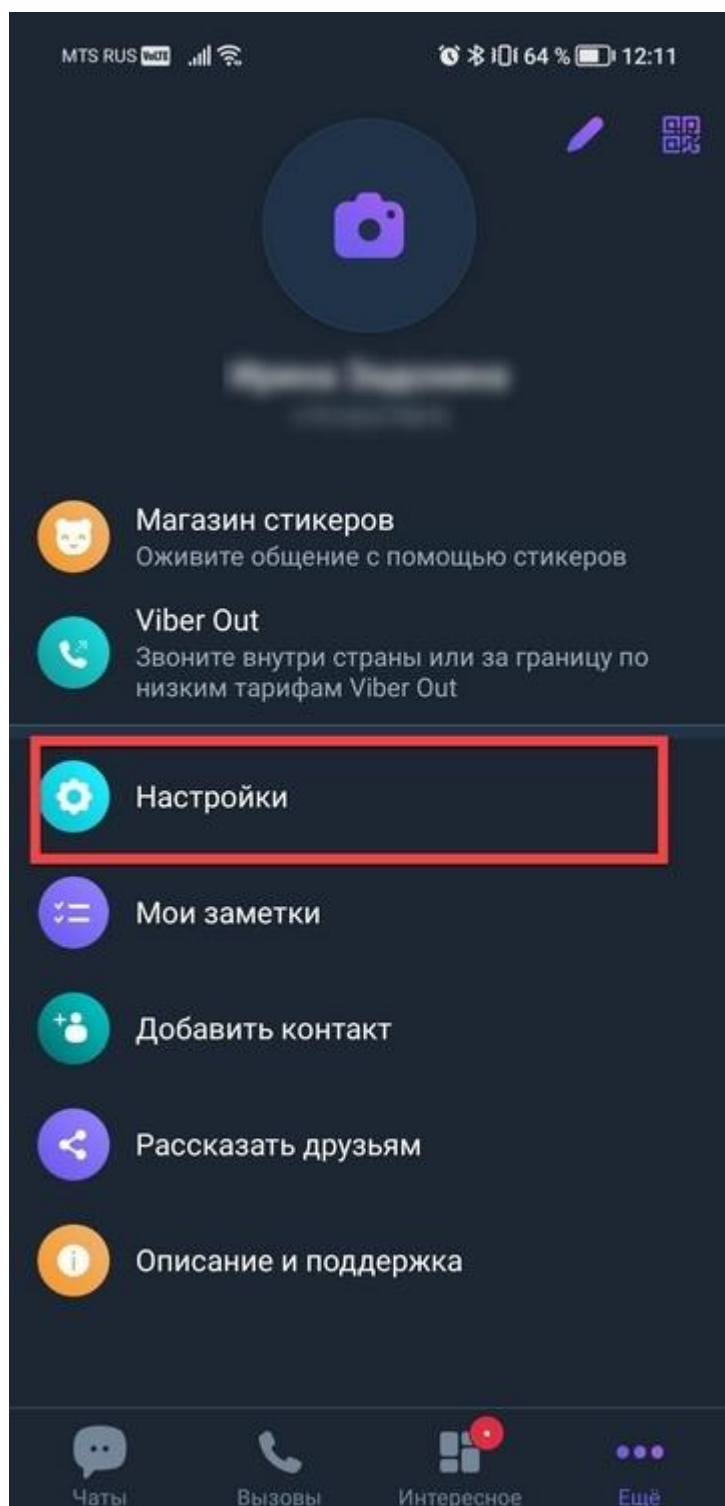 MTS RUS VoLTE 64 % 12:11
Магазин стикеров
Оживите общение с помощью стикеров
Viber Out
Звоните внутри страны или за границу по
низким тарифам Viber Out
Настройки
Мои заметки
Добавить контакт
Рассказать друзьям
Описание и поддержка
Чаты Вызовы Интересное Ещё